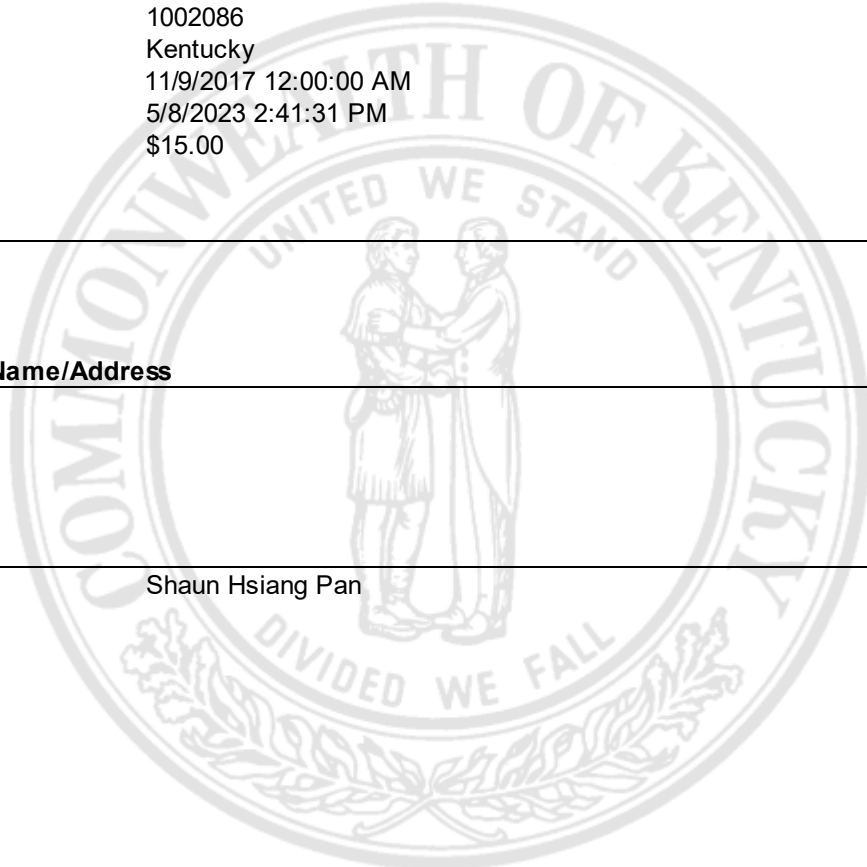 1002086
Kentucky
11/9/2017 12:00:00 AM
5/8/2023 2:41:31 PM
$15.00
COMMONWEALTH OF KENTUCKY
UNITED WE STAND
Name/Address
Shaun Hsiang Pan
DIVIDED WE FALL